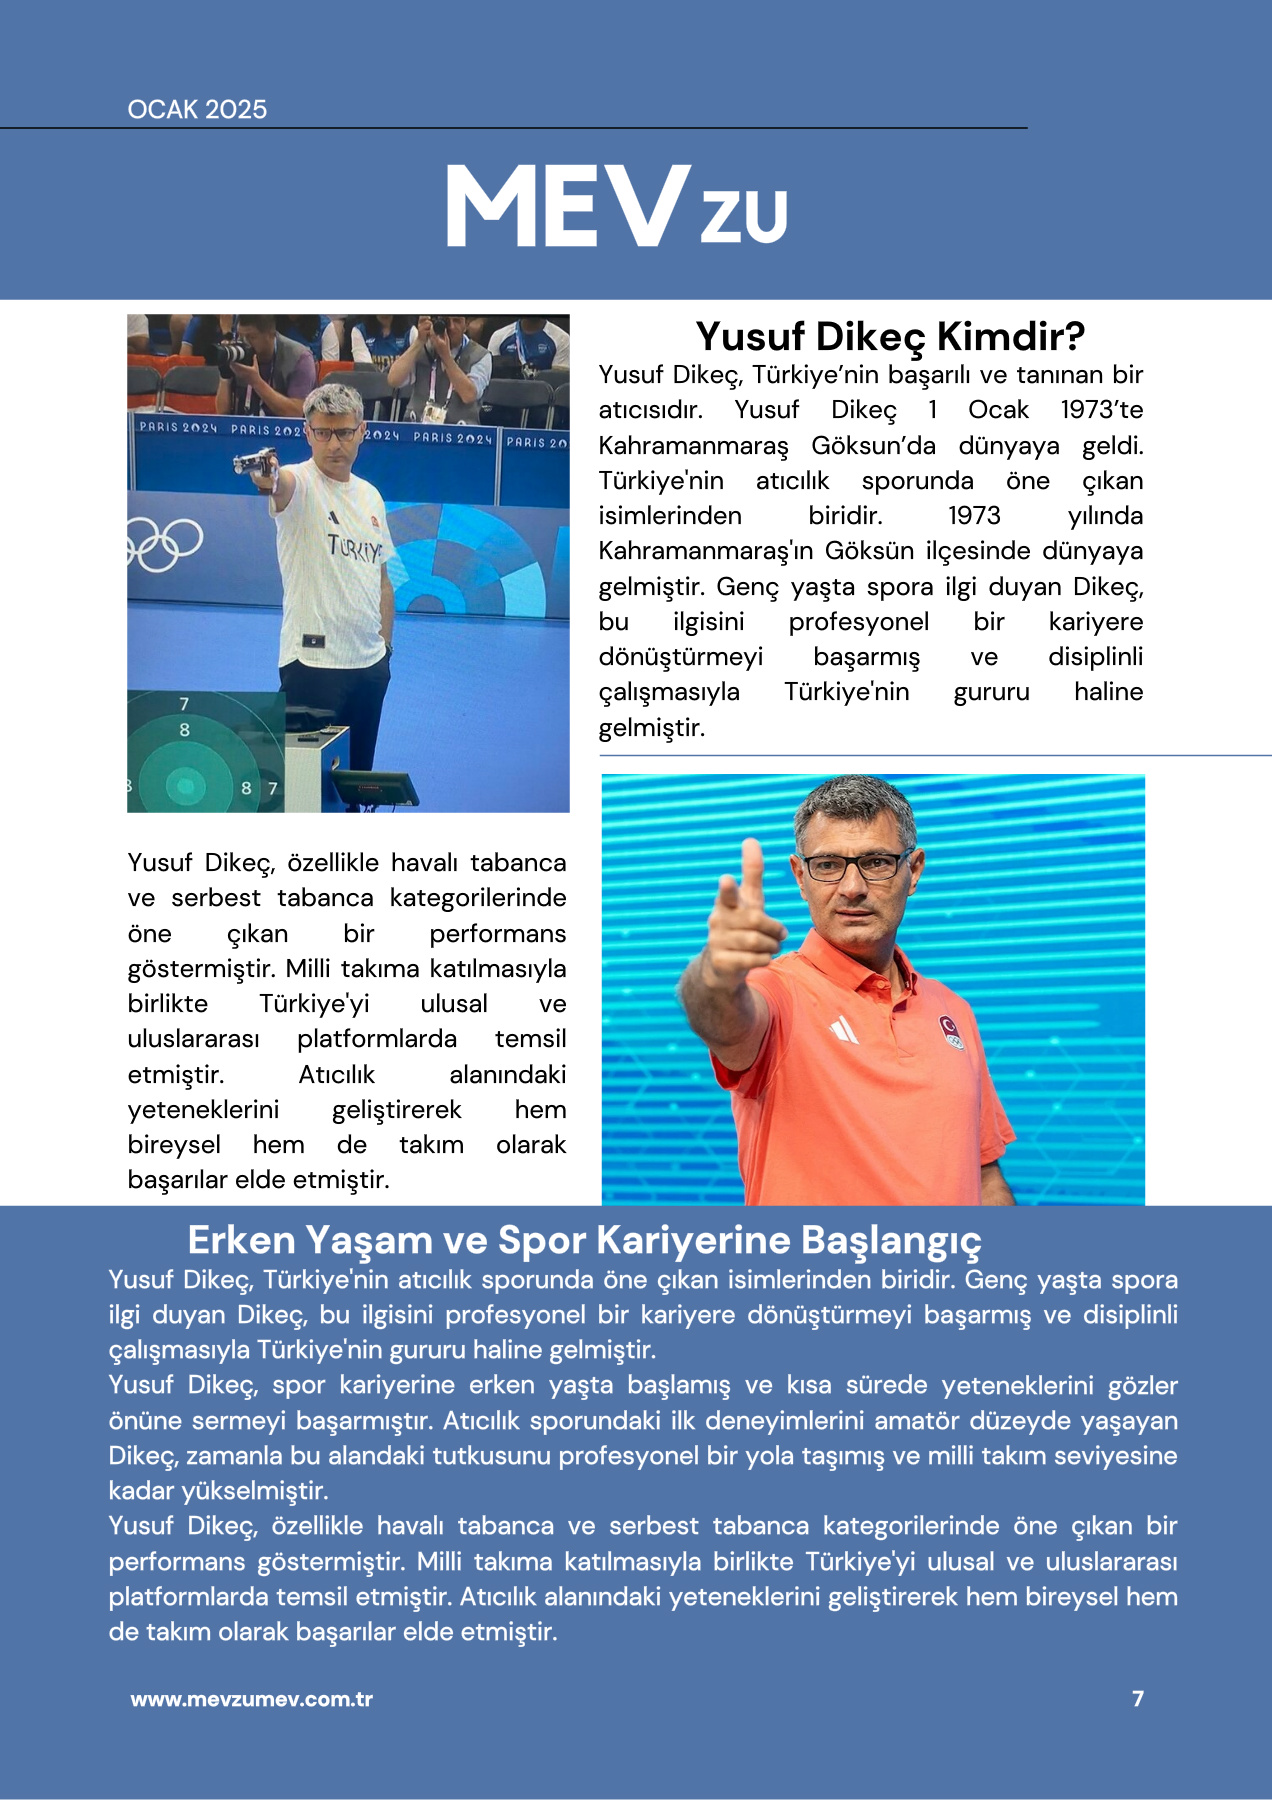 OCAK 2025
MEVzu
PARIS 2024 PARIS 202 2024 PARIS 2024 PARIS 20
TÜRKİY
7
8
8 7
Yusuf Dikeç Kimdir?
Yusuf Dikeç, Türkiye’nin başarılı ve tanınan bir
atıcısıdır. Yusuf Dikeç 1 Ocak 1973’te
Kahramanmaraş Göksun’da dünyaya geldi.
Türkiye'nin atıcılık sporunda öne çıkan
isimlerinden biridir. 1973 yılında
Kahramanmaraş'ın Göksün ilçesinde dünyaya
gelmiştir. Genç yaşta spora ilgi duyan Dikeç,
bu ilgisini profesyonel bir kariyere
dönüştürmeyi başarmış ve disiplinli
çalışmasıyla Türkiye'nin gururu haline
gelmiştir.
Yusuf Dikeç, özellikle havalı tabanca
ve serbest tabanca kategorilerinde
öne çıkan bir performans
göstermiştir. Milli takıma katılmasıyla
birlikte Türkiye'yi ulusal ve
uluslararası platformlarda temsil
etmiştir. Atıcılık alanındaki
yeteneklerini geliştirerek hem
bireysel hem de takım olarak
başarılar elde etmiştir.
Erken Yaşam ve Spor Kariyerine Başlangıç
Yusuf Dikeç, Türkiye'nin atıcılık sporunda öne çıkan isimlerinden biridir. Genç yaşta spora
ilgi duyan Dikeç, bu ilgisini profesyonel bir kariyere dönüştürmeyi başarmış ve disiplinli
çalışmasıyla Türkiye'nin gururu haline gelmiştir.
Yusuf Dikeç, spor kariyerine erken yaşta başlamış ve kısa sürede yeteneklerini gözler
önüne sermeyi başarmıştır. Atıcılık sporundaki ilk deneyimlerini amatör düzeyde yaşayan
Dikeç, zamanla bu alandaki tutkusunu profesyonel bir yola taşımış ve milli takım seviyesine
kadar yükselmiştir.
Yusuf Dikeç, özellikle havalı tabanca ve serbest tabanca kategorilerinde öne çıkan bir
performans göstermiştir. Milli takıma katılmasıyla birlikte Türkiye'yi ulusal ve uluslararası
platformlarda temsil etmiştir. Atıcılık alanındaki yeteneklerini geliştirerek hem bireysel hem
de takım olarak başarılar elde etmiştir.
www.mevzumev.com.tr
7